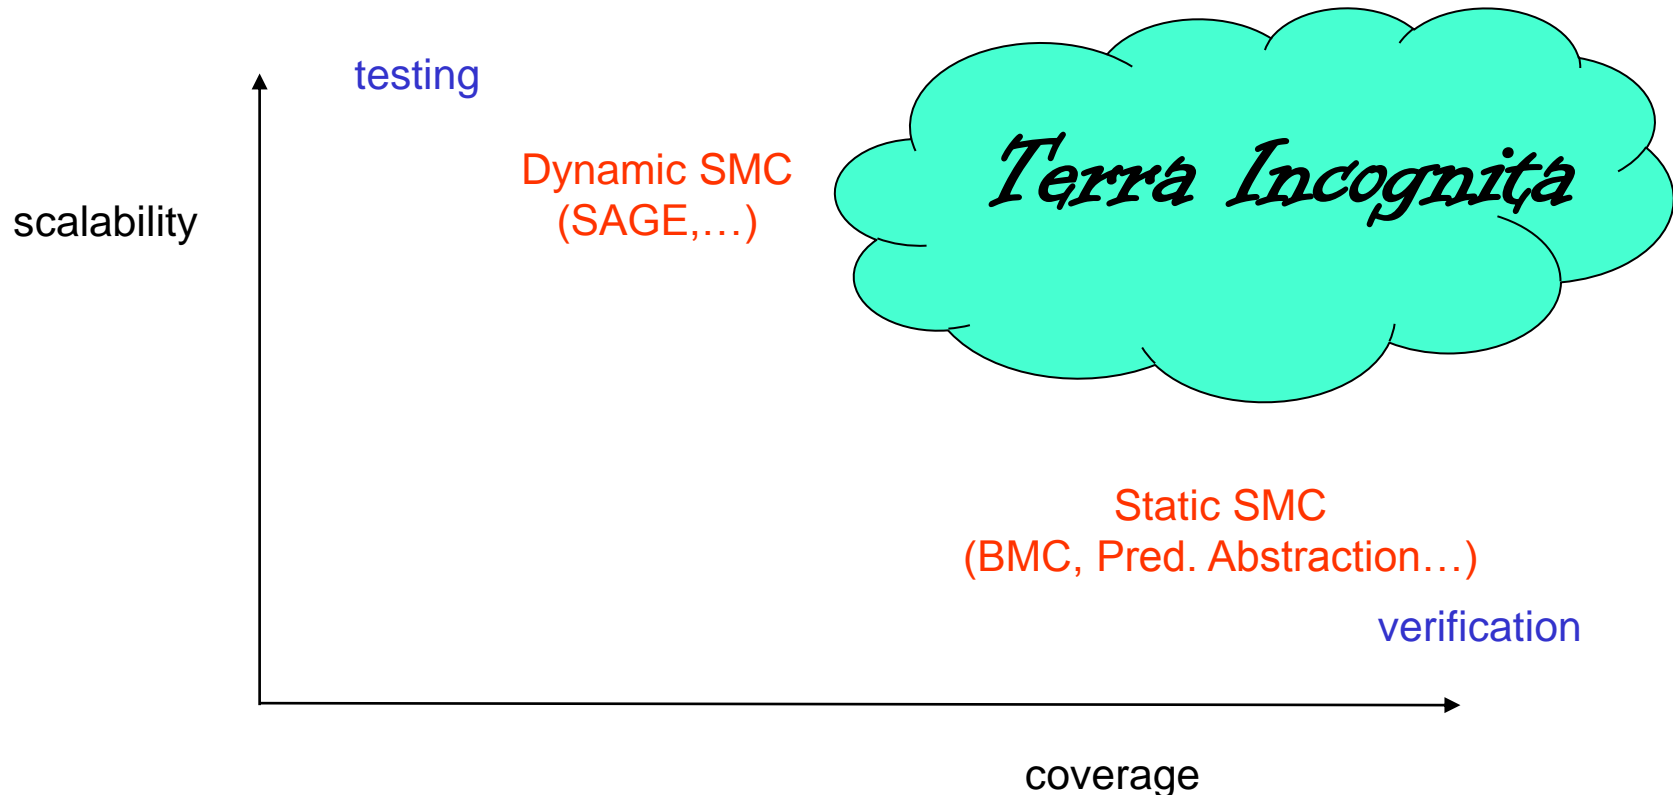 testing
Dynamic SMC
(SAGE,…)
Terra Incognita
scalability
Static SMC
(BMC, Pred. Abstraction…)
verification
coverage